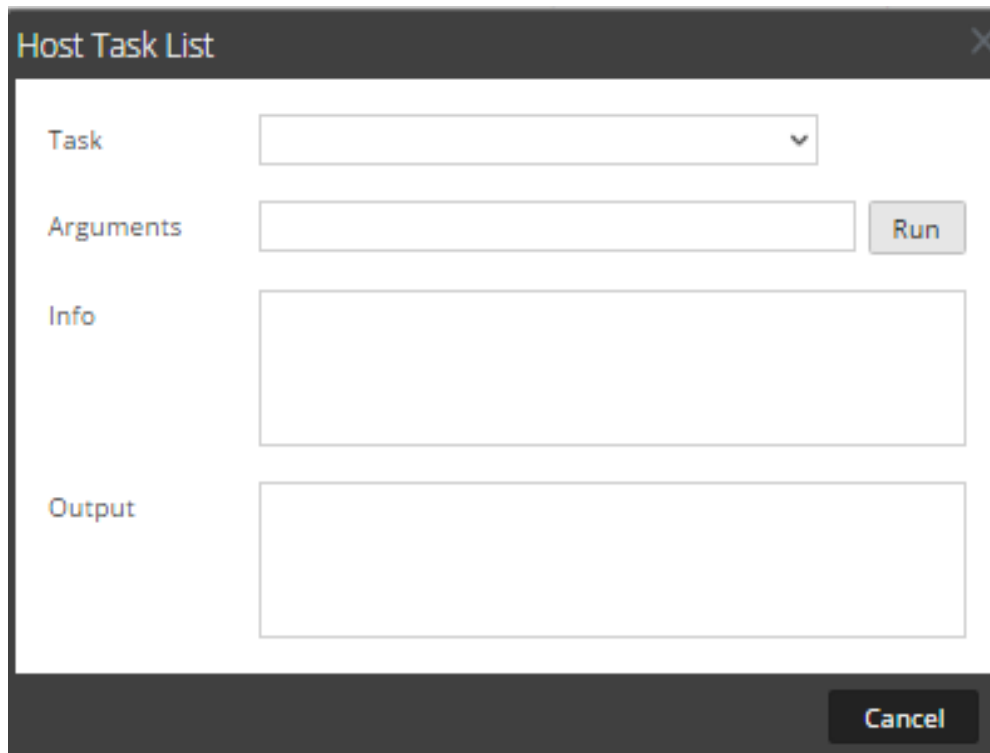 Host Task List
Task
Arguments
Run
Info
Output
Cancel